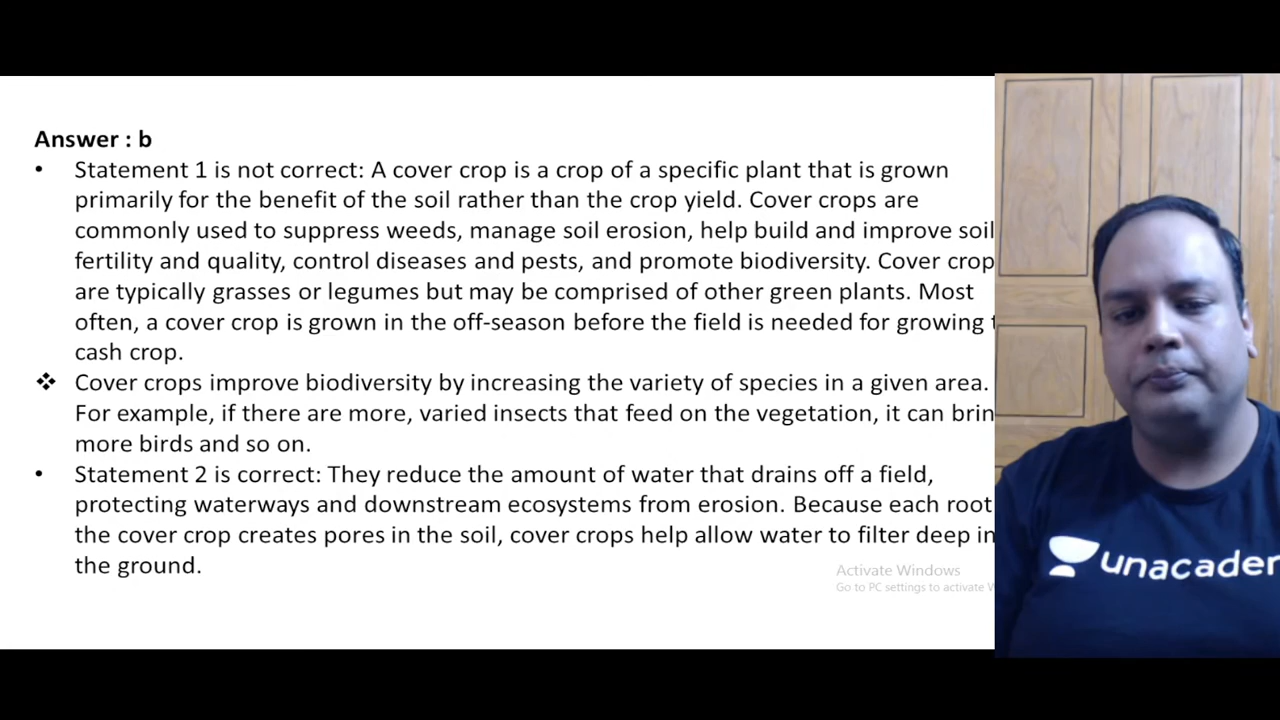 Answer : b
• Statement 1 is not correct: A cover crop is a crop of a specific plant that is grown
primarily for the benefit of the soil rather than the crop yield. Cover crops are
commonly used to suppress weeds, manage soil erosion, help build and improve soil
fertility and quality, control diseases and pests, and promote biodiversity. Cover crop
are typically grasses or legumes but may be comprised of other green plants. Most
often, a cover crop is grown in the off-season before the field is needed for growing
cash crop.
❖ Cover crops improve biodiversity by increasing the variety of species in a given area.
For example, if there are more, varied insects that feed on the vegetation, it can brin
more birds and so on.
• Statement 2 is correct: They reduce the amount of water that drains off a field,
protecting waterways and downstream ecosystems from erosion. Because each root
the cover crop creates pores in the soil, cover crops help allow water to filter deep in
the ground.
Activate Windows
Go to PC settings to activate
unacadem